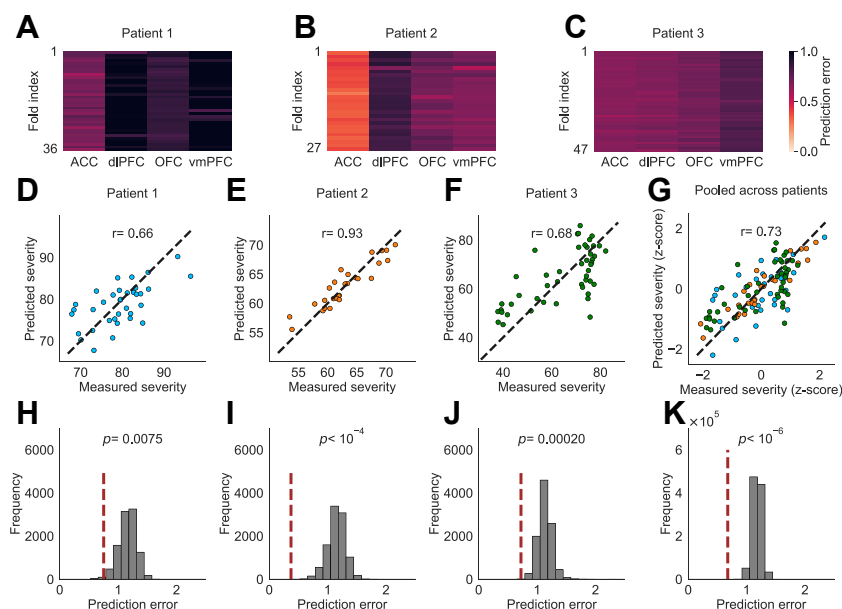 A Patient 1
B Patient 2
C Patient 3
Fold index 1 36
ACC dlPFC OFC vmPFC
Fold index 1 27
ACC dlPFC OFC vmPFC
Fold index 1 47
ACC dlPFC OFC vmPFC
1.0 0.5 0.0 Prediction error
D Patient 1
r= 0.66
Predicted severity
90 80 70
70 80 90
Measured severity
E Patient 2
r= 0.93
Predicted severity
70 65 60 55
55 60 65 70
Measured severity
F Patient 3
r= 0.68
Predicted severity
80 60 40
40 50 60 70 80
Measured severity
G Pooled across patients
r= 0.73
Predicted severity (z-score)
2 0 −2
−2 0 2
Measured severity (z-score)
H p= 0.0075
Frequency
6000 4000 2000 0
0 1 2
Prediction error
I p< 10⁻⁴
Frequency
6000 4000 2000 0
0 1 2
Prediction error
J p= 0.00020
Frequency
6000 4000 2000 0
0 1 2
Prediction error
K ×10⁵ p< 10⁻⁶
Frequency
6 4 2 0
0 1 2
Prediction error